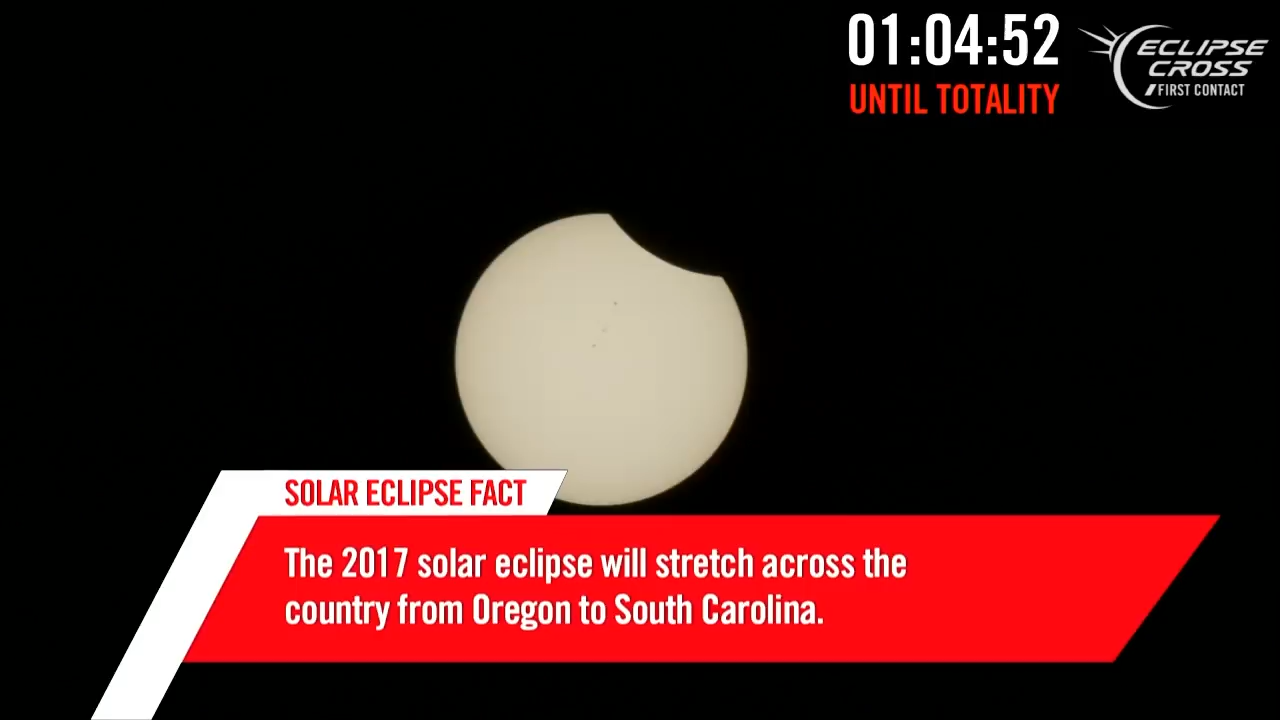 01:04:52
UNTIL TOTALITY
ECLIPSE
CROSS
FIRST CONTACT
SOLAR ECLIPSE FACT
The 2017 solar eclipse will stretch across the
country from Oregon to South Carolina.